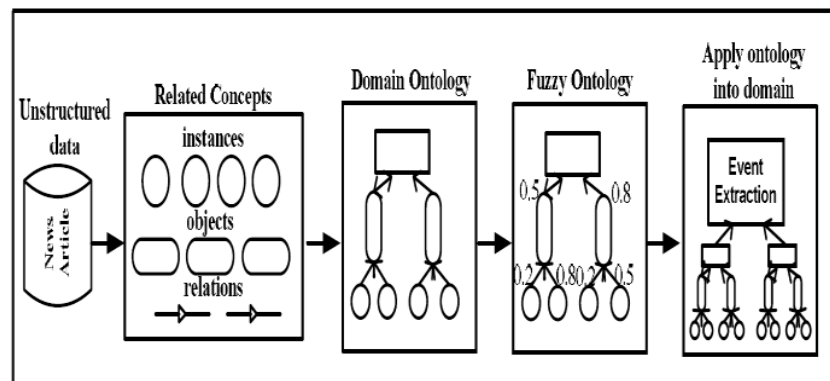 Unstructured
data
News
Article
Related Concepts
instances
objects
relations
Domain Ontology
Fuzzy Ontology
0.5
0.8
0.2
0.8
0.2
0.5
Apply ontology
into domain
Event
Extraction